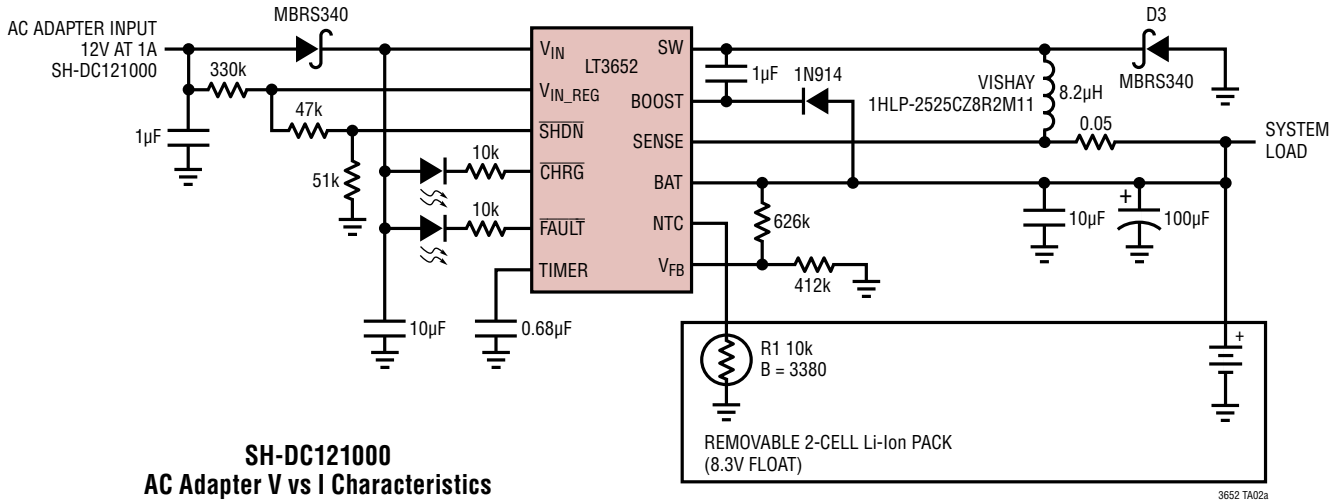 MBRS340
AC ADAPTER INPUT
12V AT 1A
SH-DC121000
330k
1µF
47k
51k
10k
10k
10µF
0.68µF
LT3652
VIN
VIN_REG
SHDN
CHRG
FAULT
TIMER
SW
BOOST
SENSE
BAT
NTC
VFB
1µF
1N914
D3
MBRS340
VISHAY
1HLP-2525CZ8R2M11
8.2µH
0.05
SYSTEM
LOAD
626k
412k
10µF
+
100µF
R1 10k
B = 3380
+
REMOVABLE 2-CELL Li-Ion PACK
(8.3V FLOAT)
3652 TA02a
SH-DC121000
AC Adapter V vs I Characteristics